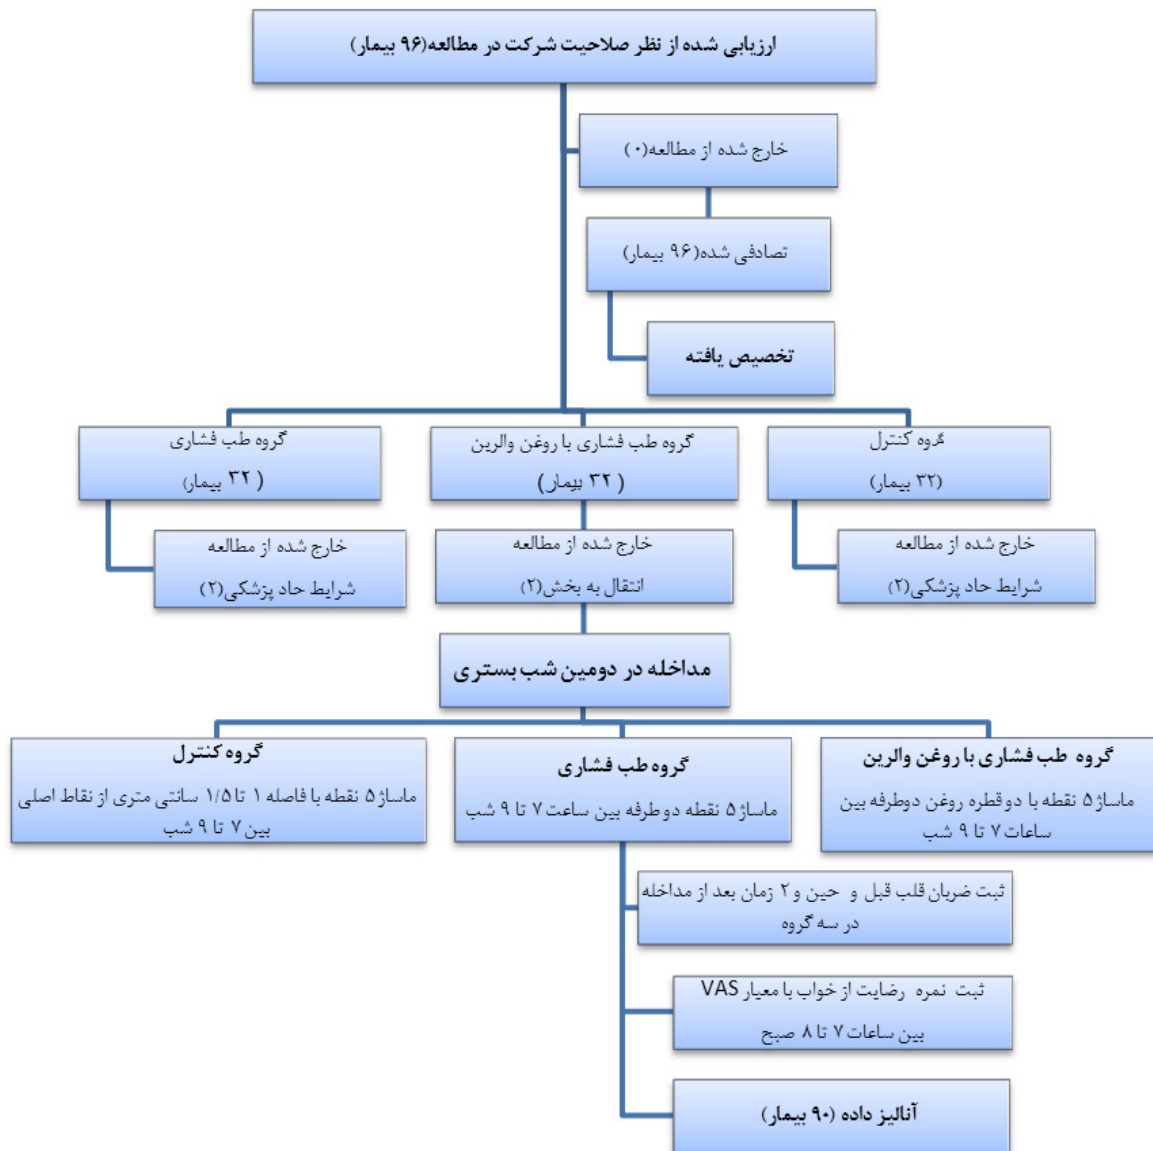 ارزیابی شده از نظر صلاحیت شرکت در مطالعه(۹۶ بیمار)
خارج شده از مطالعه(۰)
تصادفی شده(۹۶ بیمار)
تخصیص یافته
گروه کنترل
(۳۲ بیمار)
گروه طب فشاری با روغن والرین
(۳۲ بیمار)
گروه طب فشاری
(۳۲ بیمار)
خارج شده از مطالعه
شرایط حاد پزشکی(۲)
خارج شده از مطالعه
انتقال به بخش(۲)
خارج شده از مطالعه
شرایط حاد پزشکی(۲)
مداخله در دومین شب بستری
گروه طب فشاری با روغن والرین
ماساژ ۵ نقطه با دو قطره روغن دوطرفه بین
ساعات ۷ تا ۹ شب
گروه طب فشاری
ماساژ ۵ نقطه دوطرفه بین ساعت ۷ تا ۹ شب
گروه کنترل
ماساژ ۵ نقطه با فاصله ۱ تا ۱/۵ سانتی متری از نقاط اصلی
بین ۷ تا ۹ شب
ثبت ضربان قلب قبل و حین و ۲ زمان بعد از مداخله
در سه گروه
ثبت نمره رضایت از خواب با معیار VAS
بین ساعات ۷ تا ۸ صبح
آنالیز داده (۹۰ بیمار)